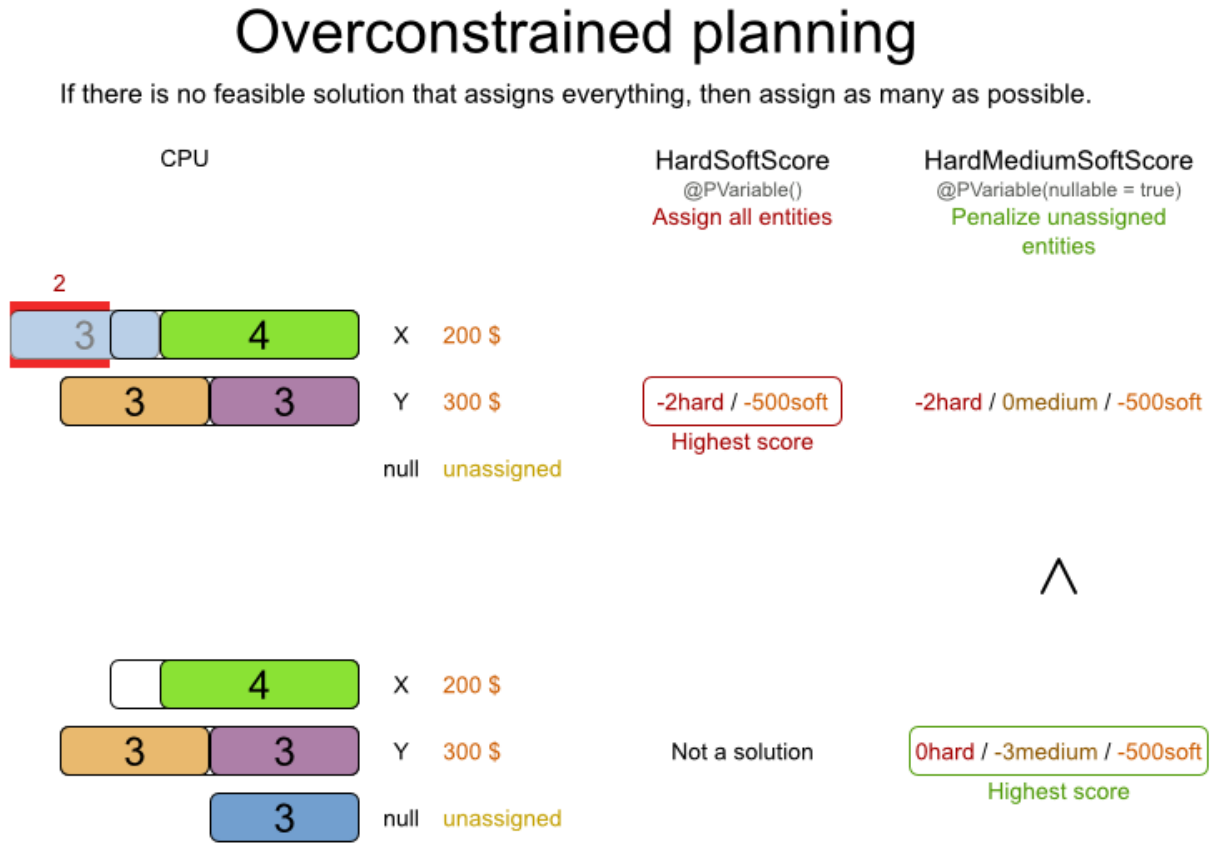 Overconstrained planning
If there is no feasible solution that assigns everything, then assign as many as possible.
CPU
HardSoftScore
@PVariable()
Assign all entities
HardMediumSoftScore
@PVariable(nullable = true)
Penalize unassigned
entities
2
3 4 X 200 $
3 3 Y 300 $ -2hard / -500soft -2hard / 0medium / -500soft
Highest score
null unassigned
4 X 200 $
3 3 Y 300 $ Not a solution 0hard / -3medium / -500soft
Highest score
3 null unassigned